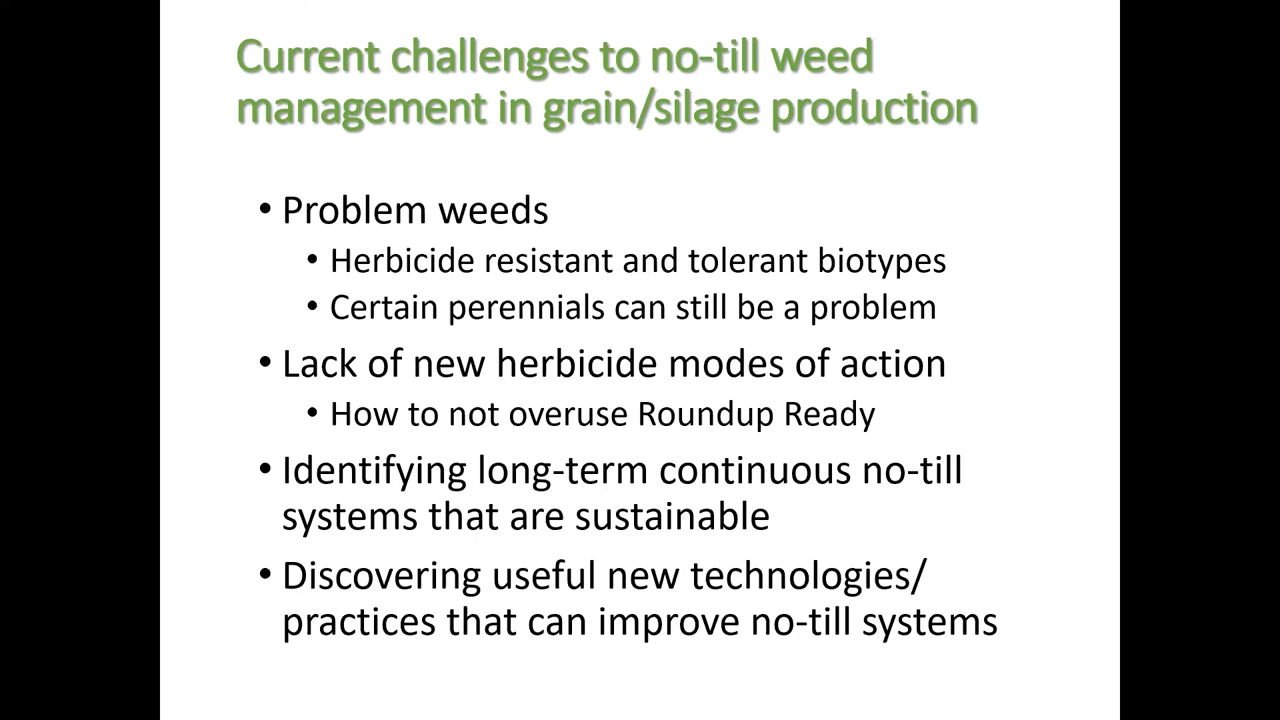 Current challenges to no-till weed
management in grain/silage production
• Problem weeds
• Herbicide resistant and tolerant biotypes
• Certain perennials can still be a problem
• Lack of new herbicide modes of action
• How to not overuse Roundup Ready
• Identifying long-term continuous no-till
systems that are sustainable
• Discovering useful new technologies/
practices that can improve no-till systems